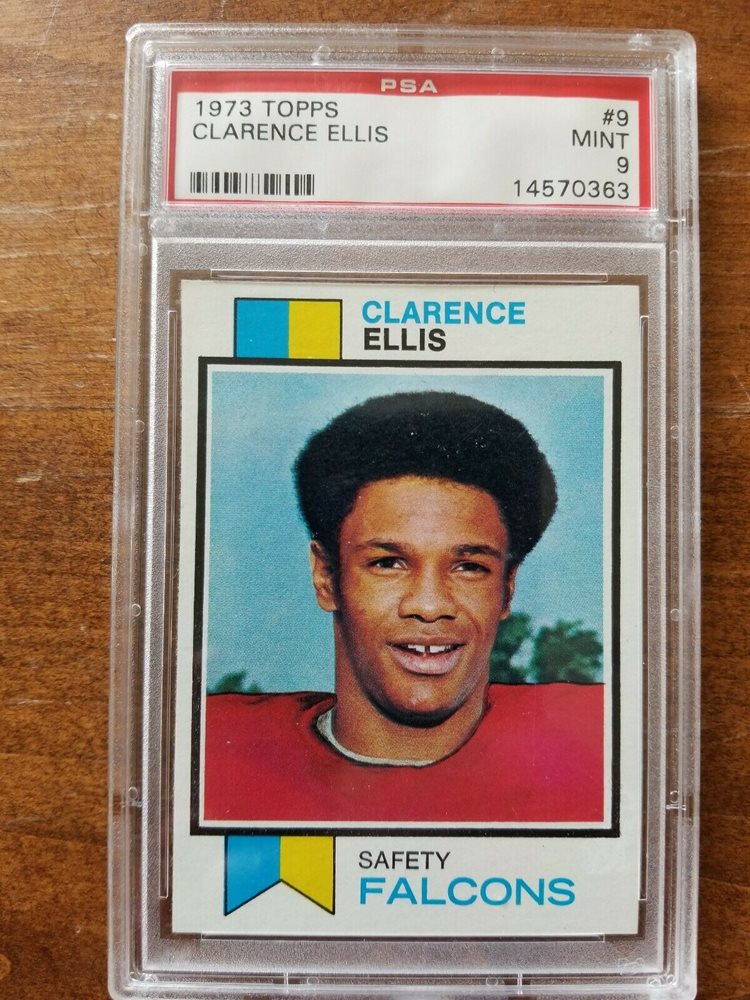 PSA
1973 TOPPS #9
CLARENCE ELLIS MINT
9
14570363
CLARENCE
ELLIS
SAFETY
FALCONS